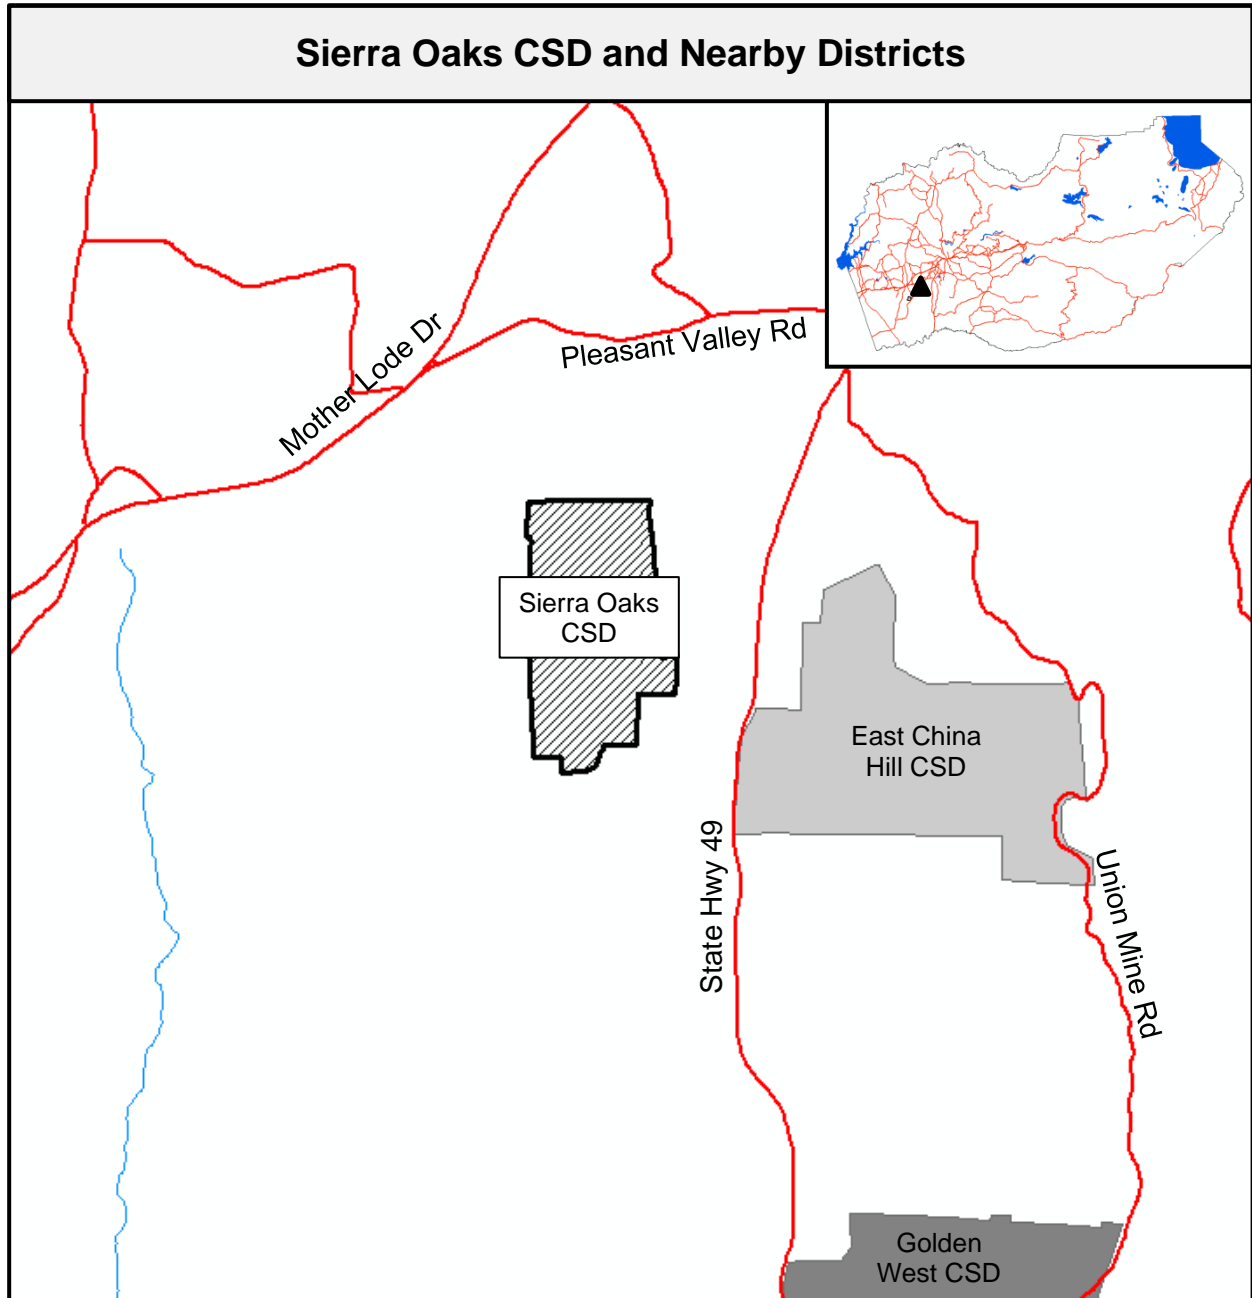 Sierra Oaks CSD and Nearby Districts
Mother Lode Dr
Pleasant Valley Rd
Sierra Oaks
CSD
East China
Hill CSD
State Hwy 49
Union Mine Rd
Golden
West CSD